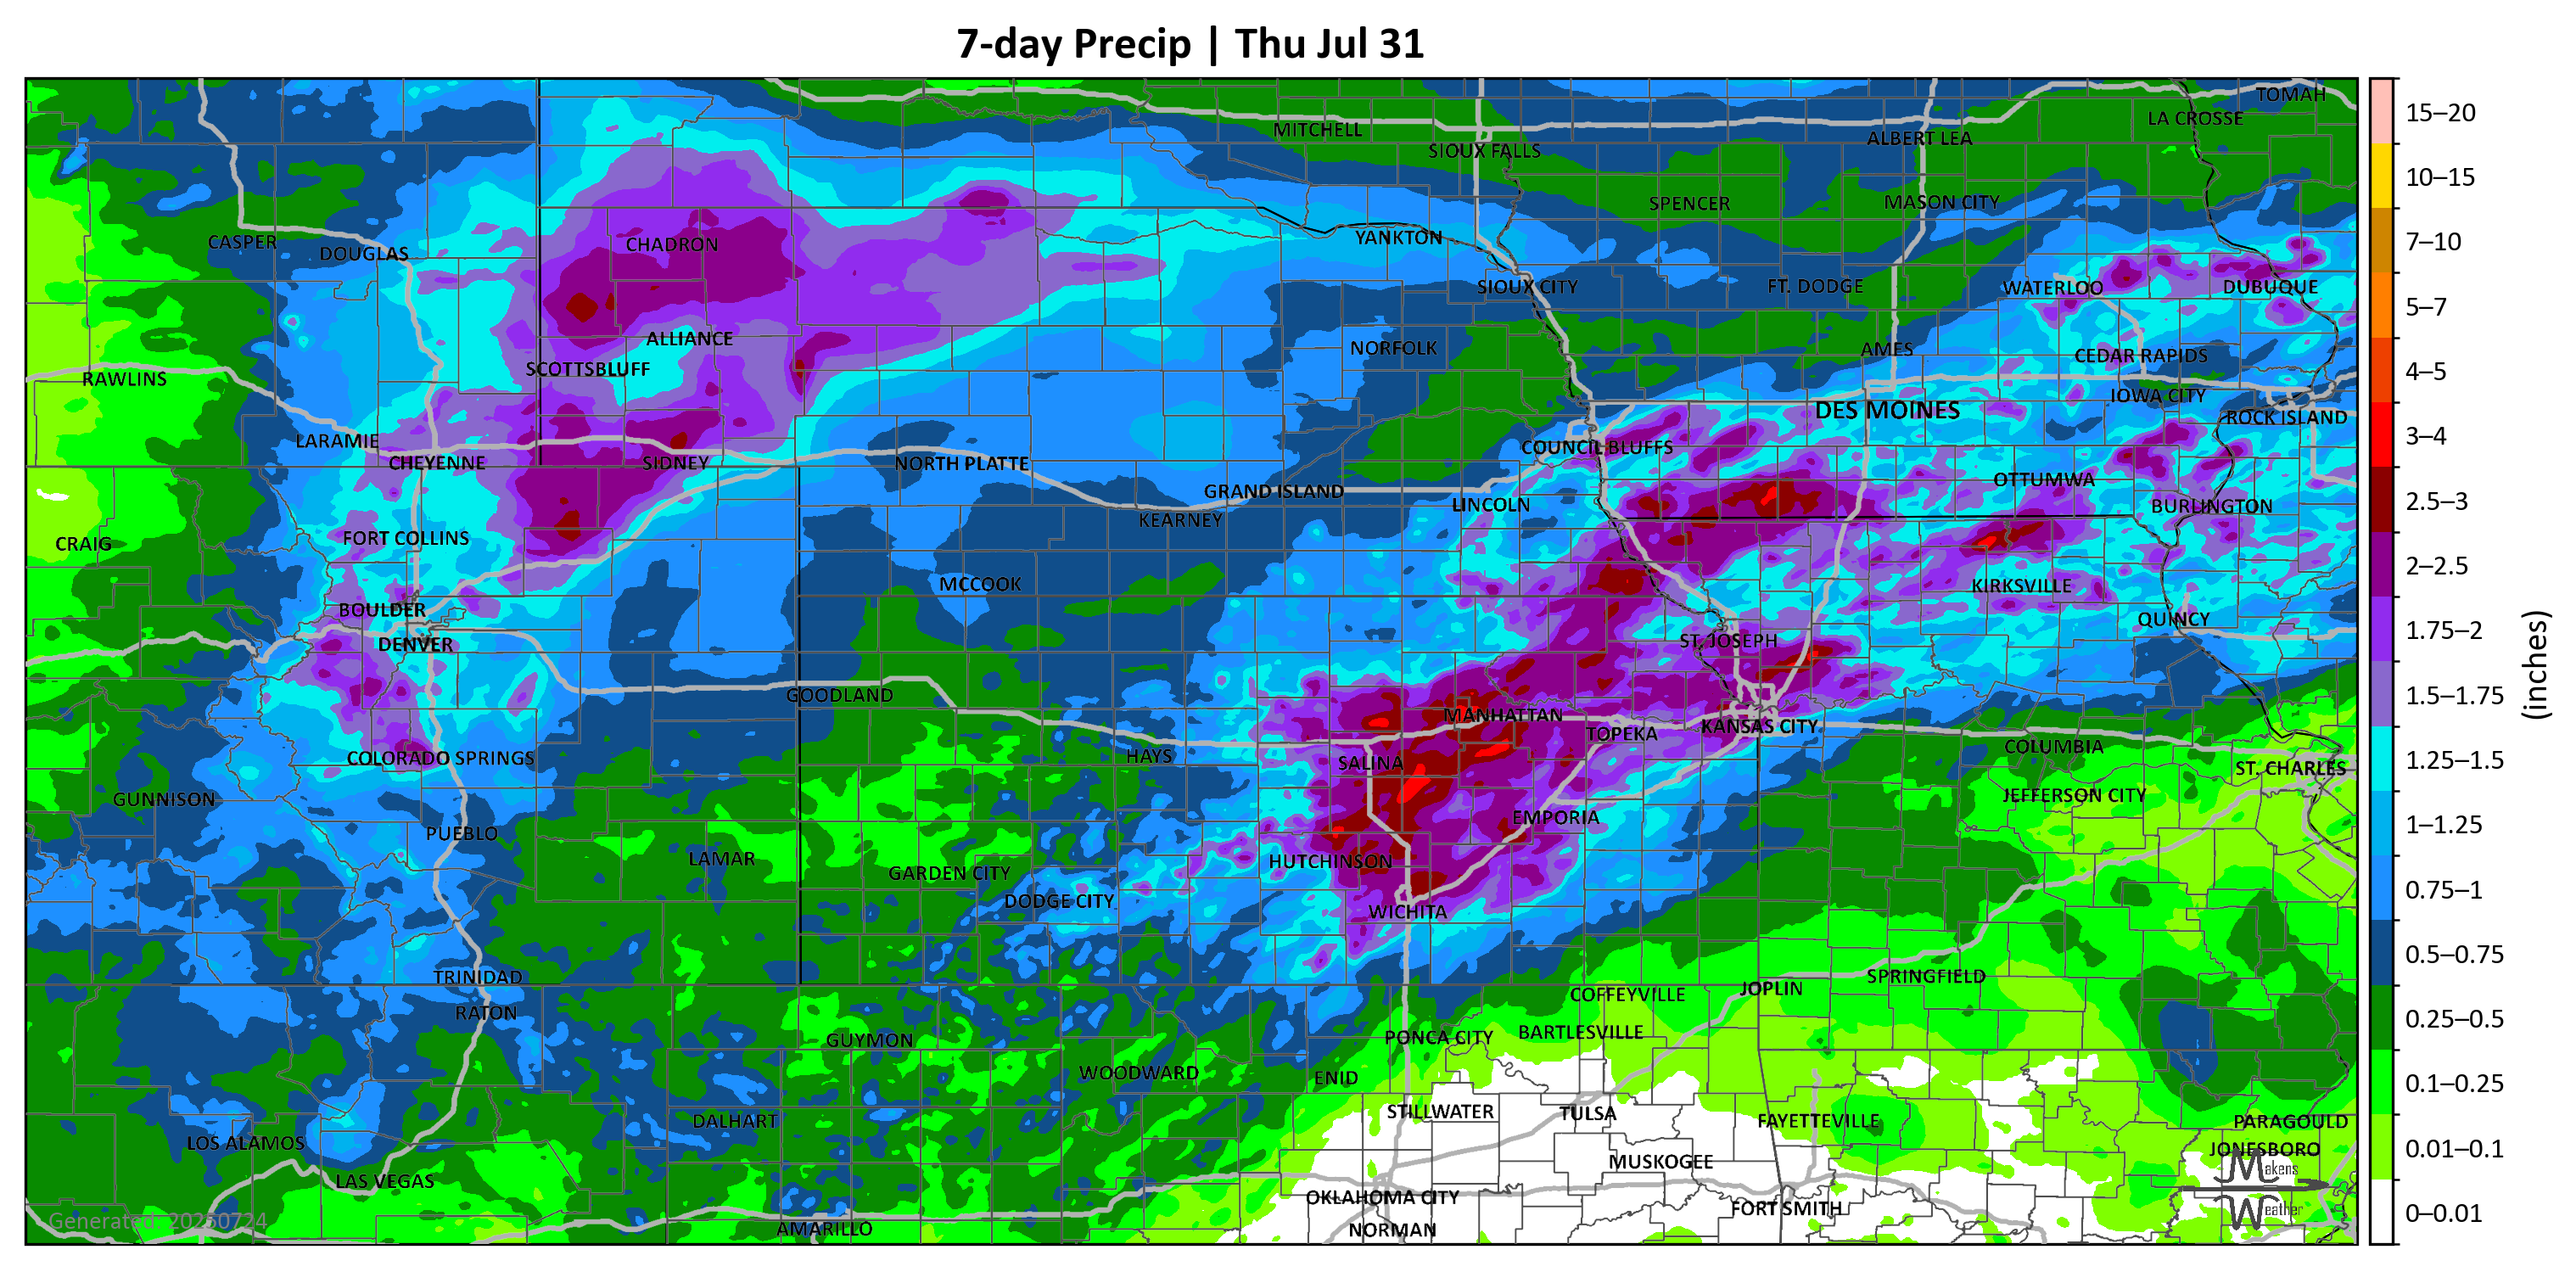 7-day Precip | Thu Jul 31
TOMAH
LA CROSSE
MITCHELL
ALBERT LEA
SIOUX FALLS
SPENCER
MASON CITY
CASPER
DOUGLAS
CHADRON
YANKTON
SIOUX CITY
FT. DODGE
WATERLOO
DUBUQUE
ALLIANCE
NORFOLK
AMES
CEDAR RAPIDS
SCOTTSBLUFF
RAWLINS
IOWA CITY
DES MOINES
ROCK ISLAND
LARAMIE
COUNCIL BLUFFS
CHEYENNE
SIDNEY
NORTH PLATTE
OTTUMWA
GRAND ISLAND
LINCOLN
BURLINGTON
KEARNEY
CRAIG
FORT COLLINS
MCCOOK
KIRKSVILLE
BOULDER
QUINCY
DENVER
ST. JOSEPH
GOODLAND
MANHATTAN
KANSAS CITY
TOPEKA
COLUMBIA
HAYS
COLORADO SPRINGS
SALINA
ST. CHARLES
GUNNISON
JEFFERSON CITY
EMPORIA
PUEBLO
LAMAR
HUTCHINSON
GARDEN CITY
DODGE CITY
WICHITA
TRINIDAD
SPRINGFIELD
JOPLIN
COFFEYVILLE
RATON
BARTLESVILLE
PONCA CITY
GUYMON
WOODWARD
ENID
STILLWATER
TULSA
DALHART
FAYETTEVILLE
PARAGOULD
LOS ALAMOS
JONESBORO
MUSKOGEE
LAS VEGAS
OKLAHOMA CITY
FORT SMITH
AMARILLO
NORMAN
Generated: 20250724
Makens
Weather
15–20
10–15
7–10
5–7
4–5
3–4
2.5–3
2–2.5
1.75–2
1.5–1.75
1.25–1.5
1–1.25
0.75–1
0.5–0.75
0.25–0.5
0.1–0.25
0.01–0.1
0–0.01
(inches)